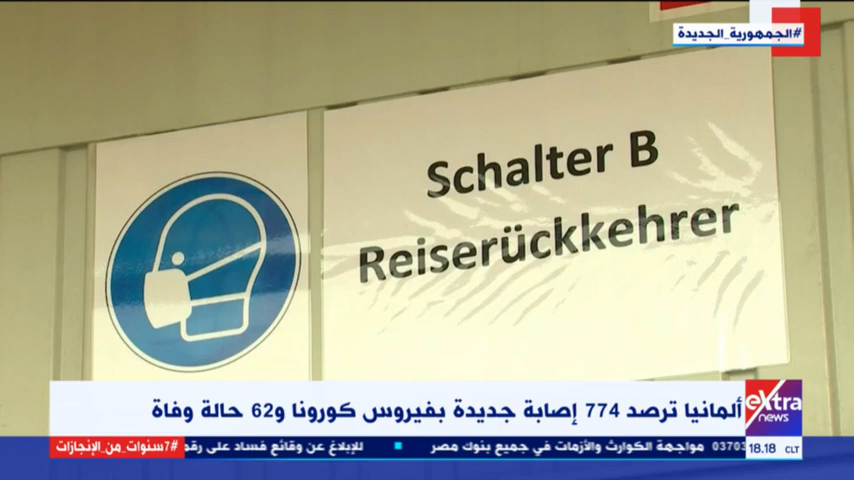 #الجمهورية_الجديدة
Schalter B
Reiserückkehrer
ألمانيا ترصد 774 إصابة جديدة بفيروس كورونا و62 حالة وفاة
eXtra
news
18.18 CLT
0370 مواجهة الكوارث والأزمات في جميع بنوك مصر ■ للإبلاغ عن وقائع فساد على رقم
#7سنوات_من_الإنجازات